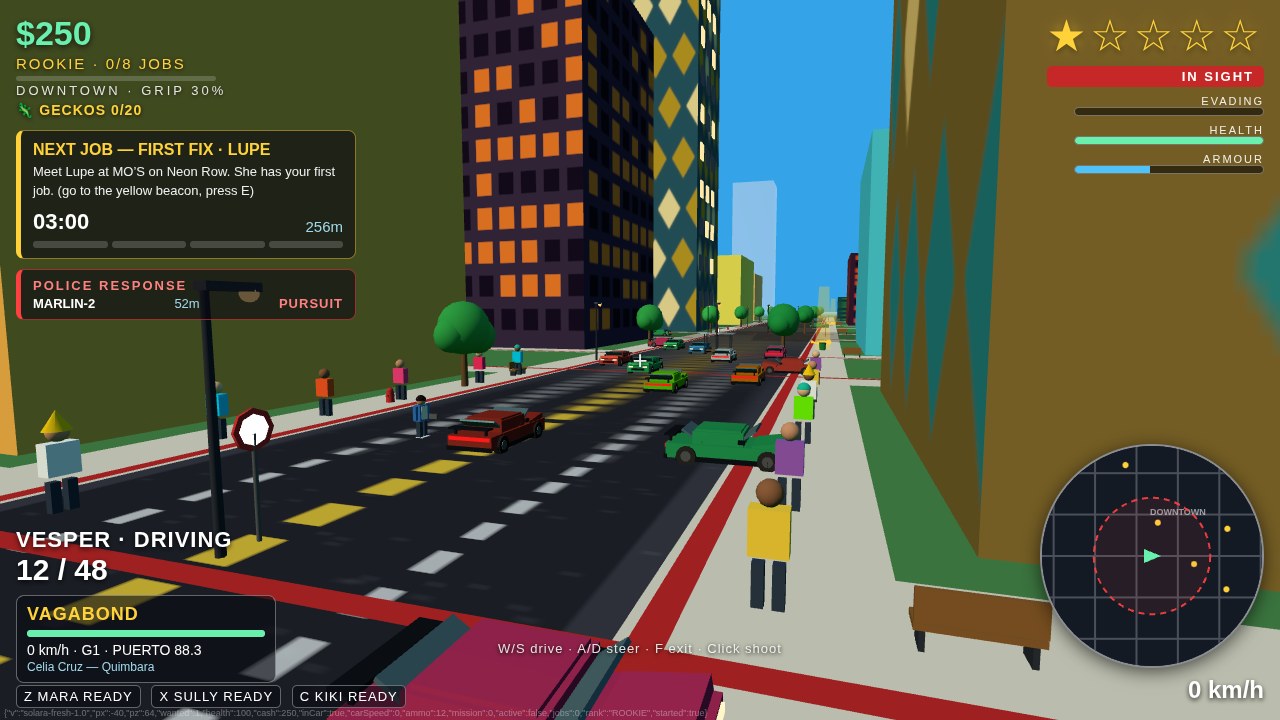 $250
ROOKIE · 0/8 JOBS
DOWNTOWN · GRIP 30%
🦎 GECKOS 0/20
NEXT JOB — FIRST FIX · LUPE
Meet Lupe at MO'S on Neon Row. She has your first
job. (go to the yellow beacon, press E)
03:00 256m
POLICE RESPONSE
MARLIN-2 52m PURSUIT
★☆☆☆☆
IN SIGHT
EVADING
HEALTH
ARMOUR
DOWNTOWN
VESPER · DRIVING
12 / 48
VAGABOND
0 km/h · G1 · PUERTO 88.3
Celia Cruz — Quimbara
W/S drive · A/D steer · F exit · Click shoot
Z MARA READY X SULLY READY C KIKI READY
0 km/h